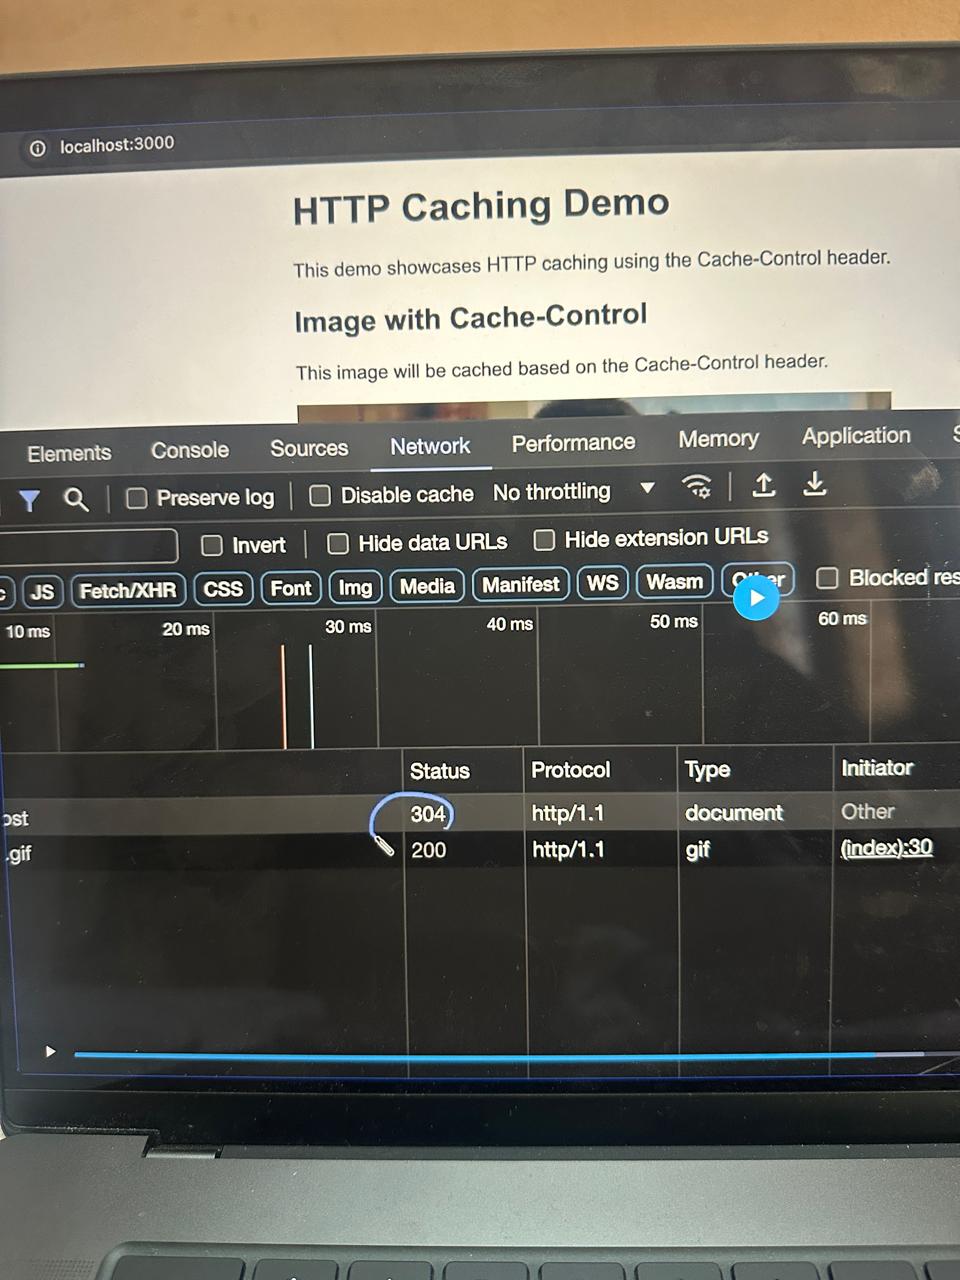 localhost:3000
HTTP Caching Demo
This demo showcases HTTP caching using the Cache-Control header.
Image with Cache-Control
This image will be cached based on the Cache-Control header.
Elements Console Sources Network Performance Memory Application
Preserve log Disable cache No throttling
Invert Hide data URLs Hide extension URLs
JS Fetch/XHR CSS Font Img Media Manifest WS Wasm Blocked res
10 ms 20 ms 30 ms 40 ms 50 ms 60 ms
Status Protocol Type Initiator
ost 304 http/1.1 document Other
.gif 200 http/1.1 gif (index):30